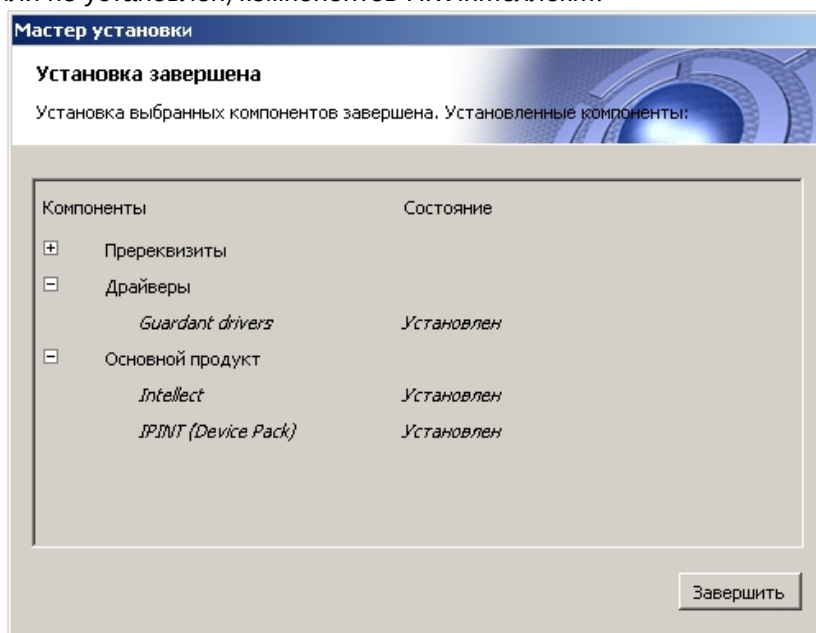 Мастер установки
Установка завершена
Установка выбранных компонентов завершена. Установленные компоненты:
Компоненты Состояние
Пререквизиты
Драйверы
Guardant drivers Установлен
Основной продукт
Intellect Установлен
IPINT (Device Pack) Установлен
Завершить